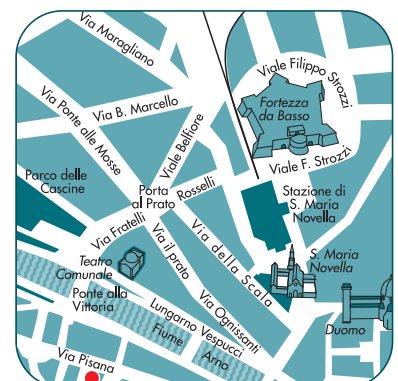 Via Maragliano
Viale Filippo Strozzi
Via Ponte alle Mosse
Via B. Marcello
Fortezza
da Basso
Viale Belfiore
Viale F. Strozzi
Parco delle
Cascine
Porta
al Prato
Rosselli
Stazione di
S. Maria
Novella
Via Fratelli
Via il prato
Via della Scala
S. Maria
Novella
Teatro
Comunale
Ponte alla
Vittoria
Lungarno Vespucci
Via Ognissanti
Fiume
Arno
Duomo
Via Pisana